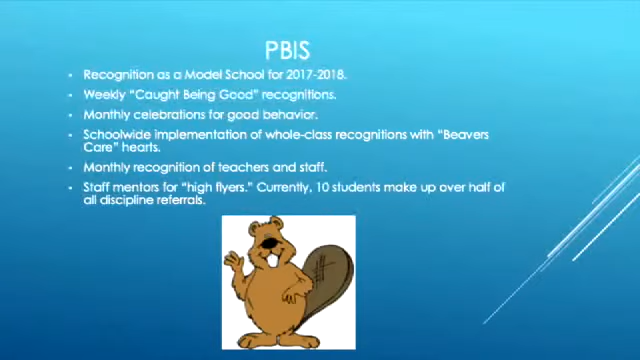 PBIS
Recognition as a Model School for 2017-2018.
Weekly “Caught Being Good” recognitions.
Monthly celebrations for good behavior.
Schoolwide implementation of whole-class recognitions with “Beavers
Care” hearts.
Monthly recognition of teachers and staff.
Staff mentors for “high flyers.” Currently, 10 students make up over half of
all discipline referrals.